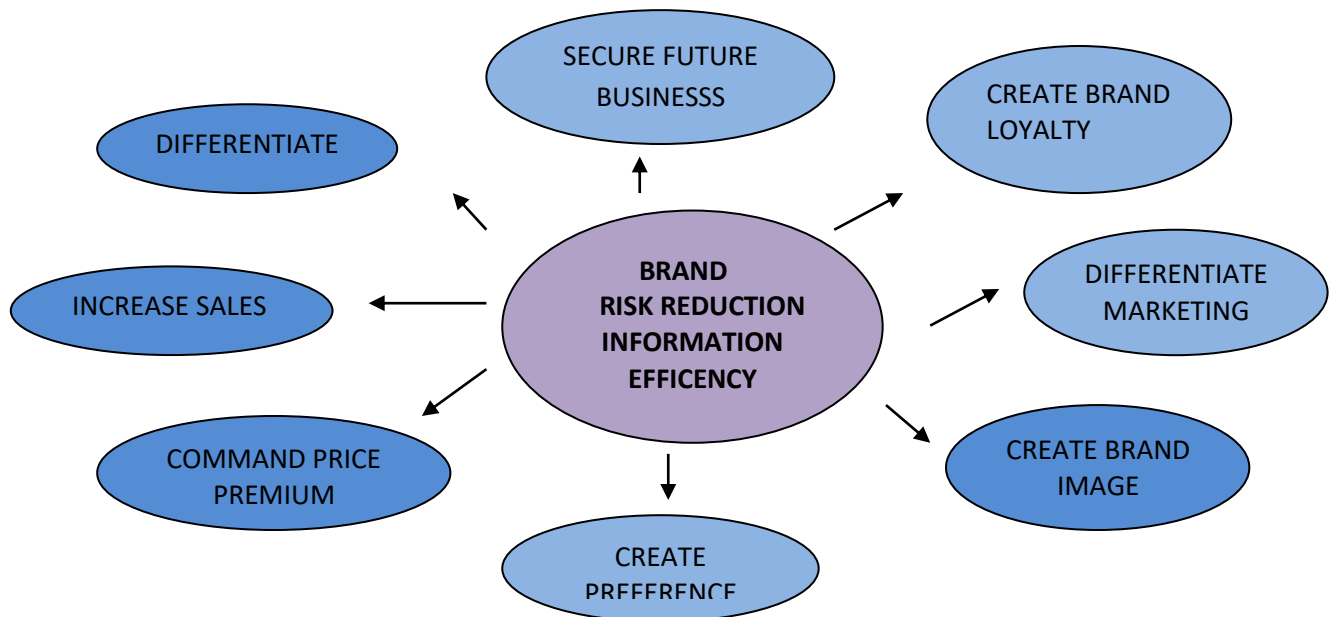 SECURE FUTURE
BUSINESSS
CREATE BRAND
LOYALTY
DIFFERENTIATE
DIFFERENTIATE
MARKETING
BRAND
RISK REDUCTION
INFORMATION
EFFICENCY
INCREASE SALES
COMMAND PRICE
PREMIUM
CREATE BRAND
IMAGE
CREATE
PREFERENCE